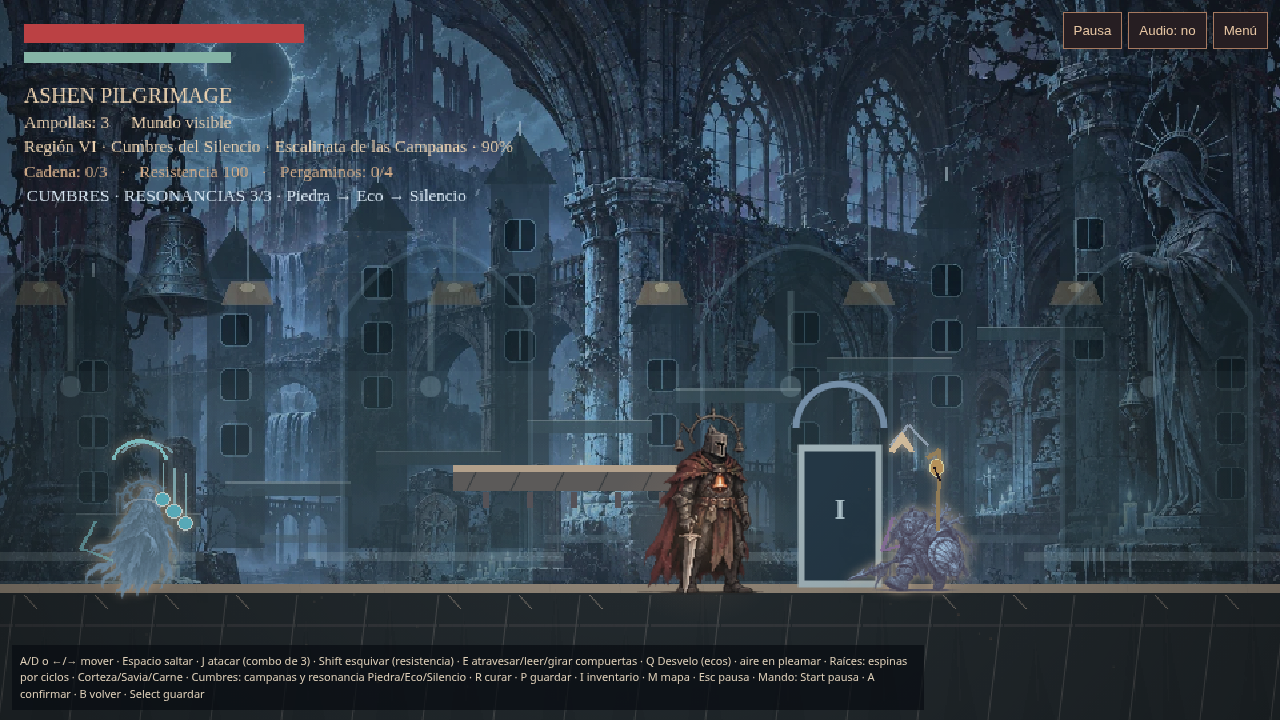 Pausa
Audio: no
Menú
ASHEN PILGRIMAGE
Ampollas: 3 Mundo visible
Región VI · Cumbres del Silencio · Escalinata de las Campanas · 90%
Cadena: 0/3 · Resistencia 100 · Pergaminos: 0/4
CUMBRES · RESONANCIAS 3/3 · Piedra → Eco → Silencio
I
A/D o ←/→ mover · Espacio saltar · J atacar (combo de 3) · Shift esquivar (resistencia) · E atravesar/leer/girar compuertas · Q Desvelo (ecos) · aire en pleamar · Raíces: espinas
por ciclos · Corteza/Savia/Carne · Cumbres: campanas y resonancia Piedra/Eco/Silencio · R curar · P guardar · I inventario · M mapa · Esc pausa · Mando: Start pausa · A
confirmar · B volver · Select guardar